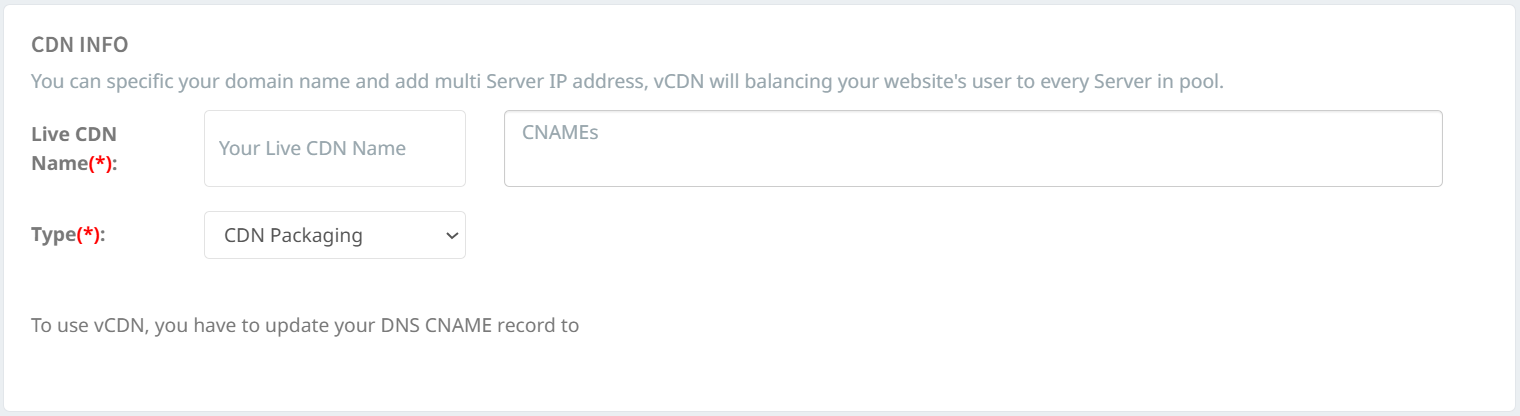 CDN INFO
You can specific your domain name and add multi Server IP address, vCDN will balancing your website's user to every Server in pool.
Live CDN
Name(*):
Your Live CDN Name
CNAMEs
Type(*):
CDN Packaging
To use vCDN, you have to update your DNS CNAME record to